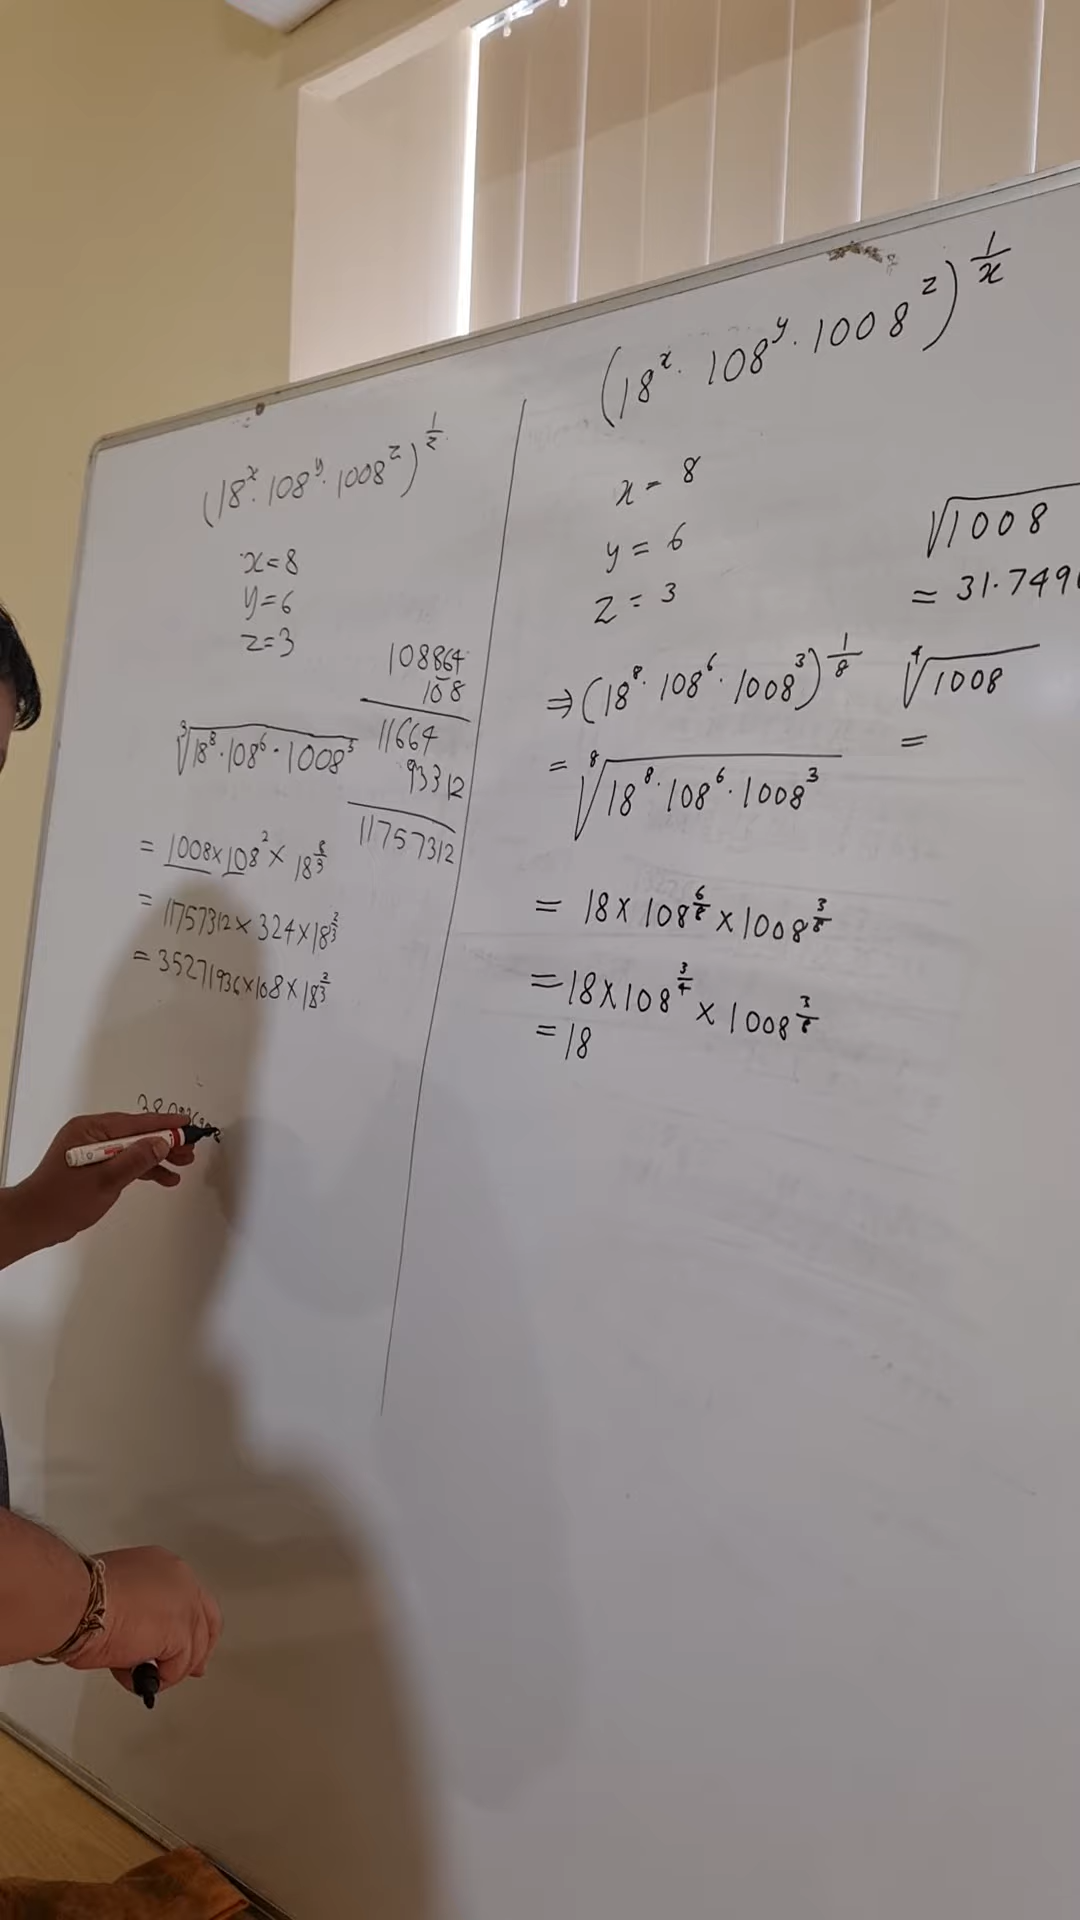 (18^x · 108^y · 1008^z)^{1/z}
x=8
y=6
z=3
108864
108
11664
93312
11757312
∛(18^8 · 108^6 · 1008^3)
= 1008 × 108^2 × 18^{8/3}
= 11757312 × 324 × 18^{2/3}
= 35271936 × 108 × 18^{2/3}
(18^x · 108^y · 1008^z)^{1/x}
x = 8
y = 6
z = 3
⇒ (18^8 · 108^6 · 1008^3)^{1/8}
= ⁸√(18^8 · 108^6 · 1008^3)
= 18 × 108^{6/8} × 1008^{3/8}
= 18 × 108^{3/4} × 1008^{3/8}
= 18
√1008
= 31.749
∜1008
=